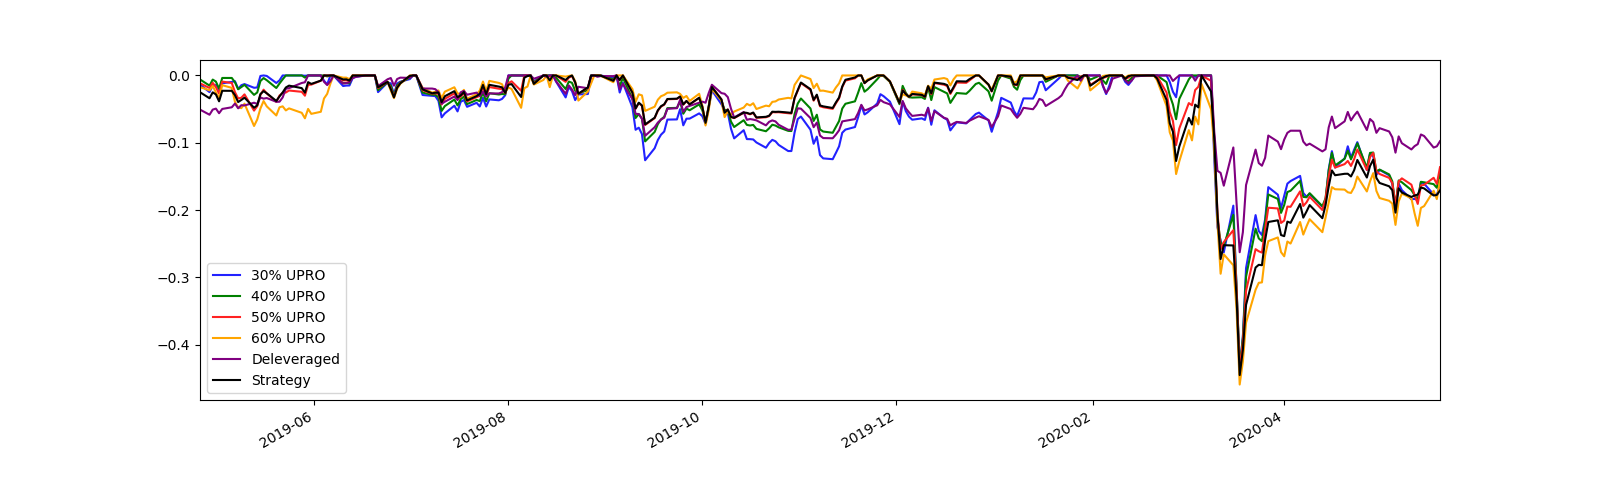 0.0
−0.1
−0.2
−0.3
−0.4
30% UPRO
40% UPRO
50% UPRO
60% UPRO
Deleveraged
Strategy
2019-06
2019-08
2019-10
2019-12
2020-02
2020-04